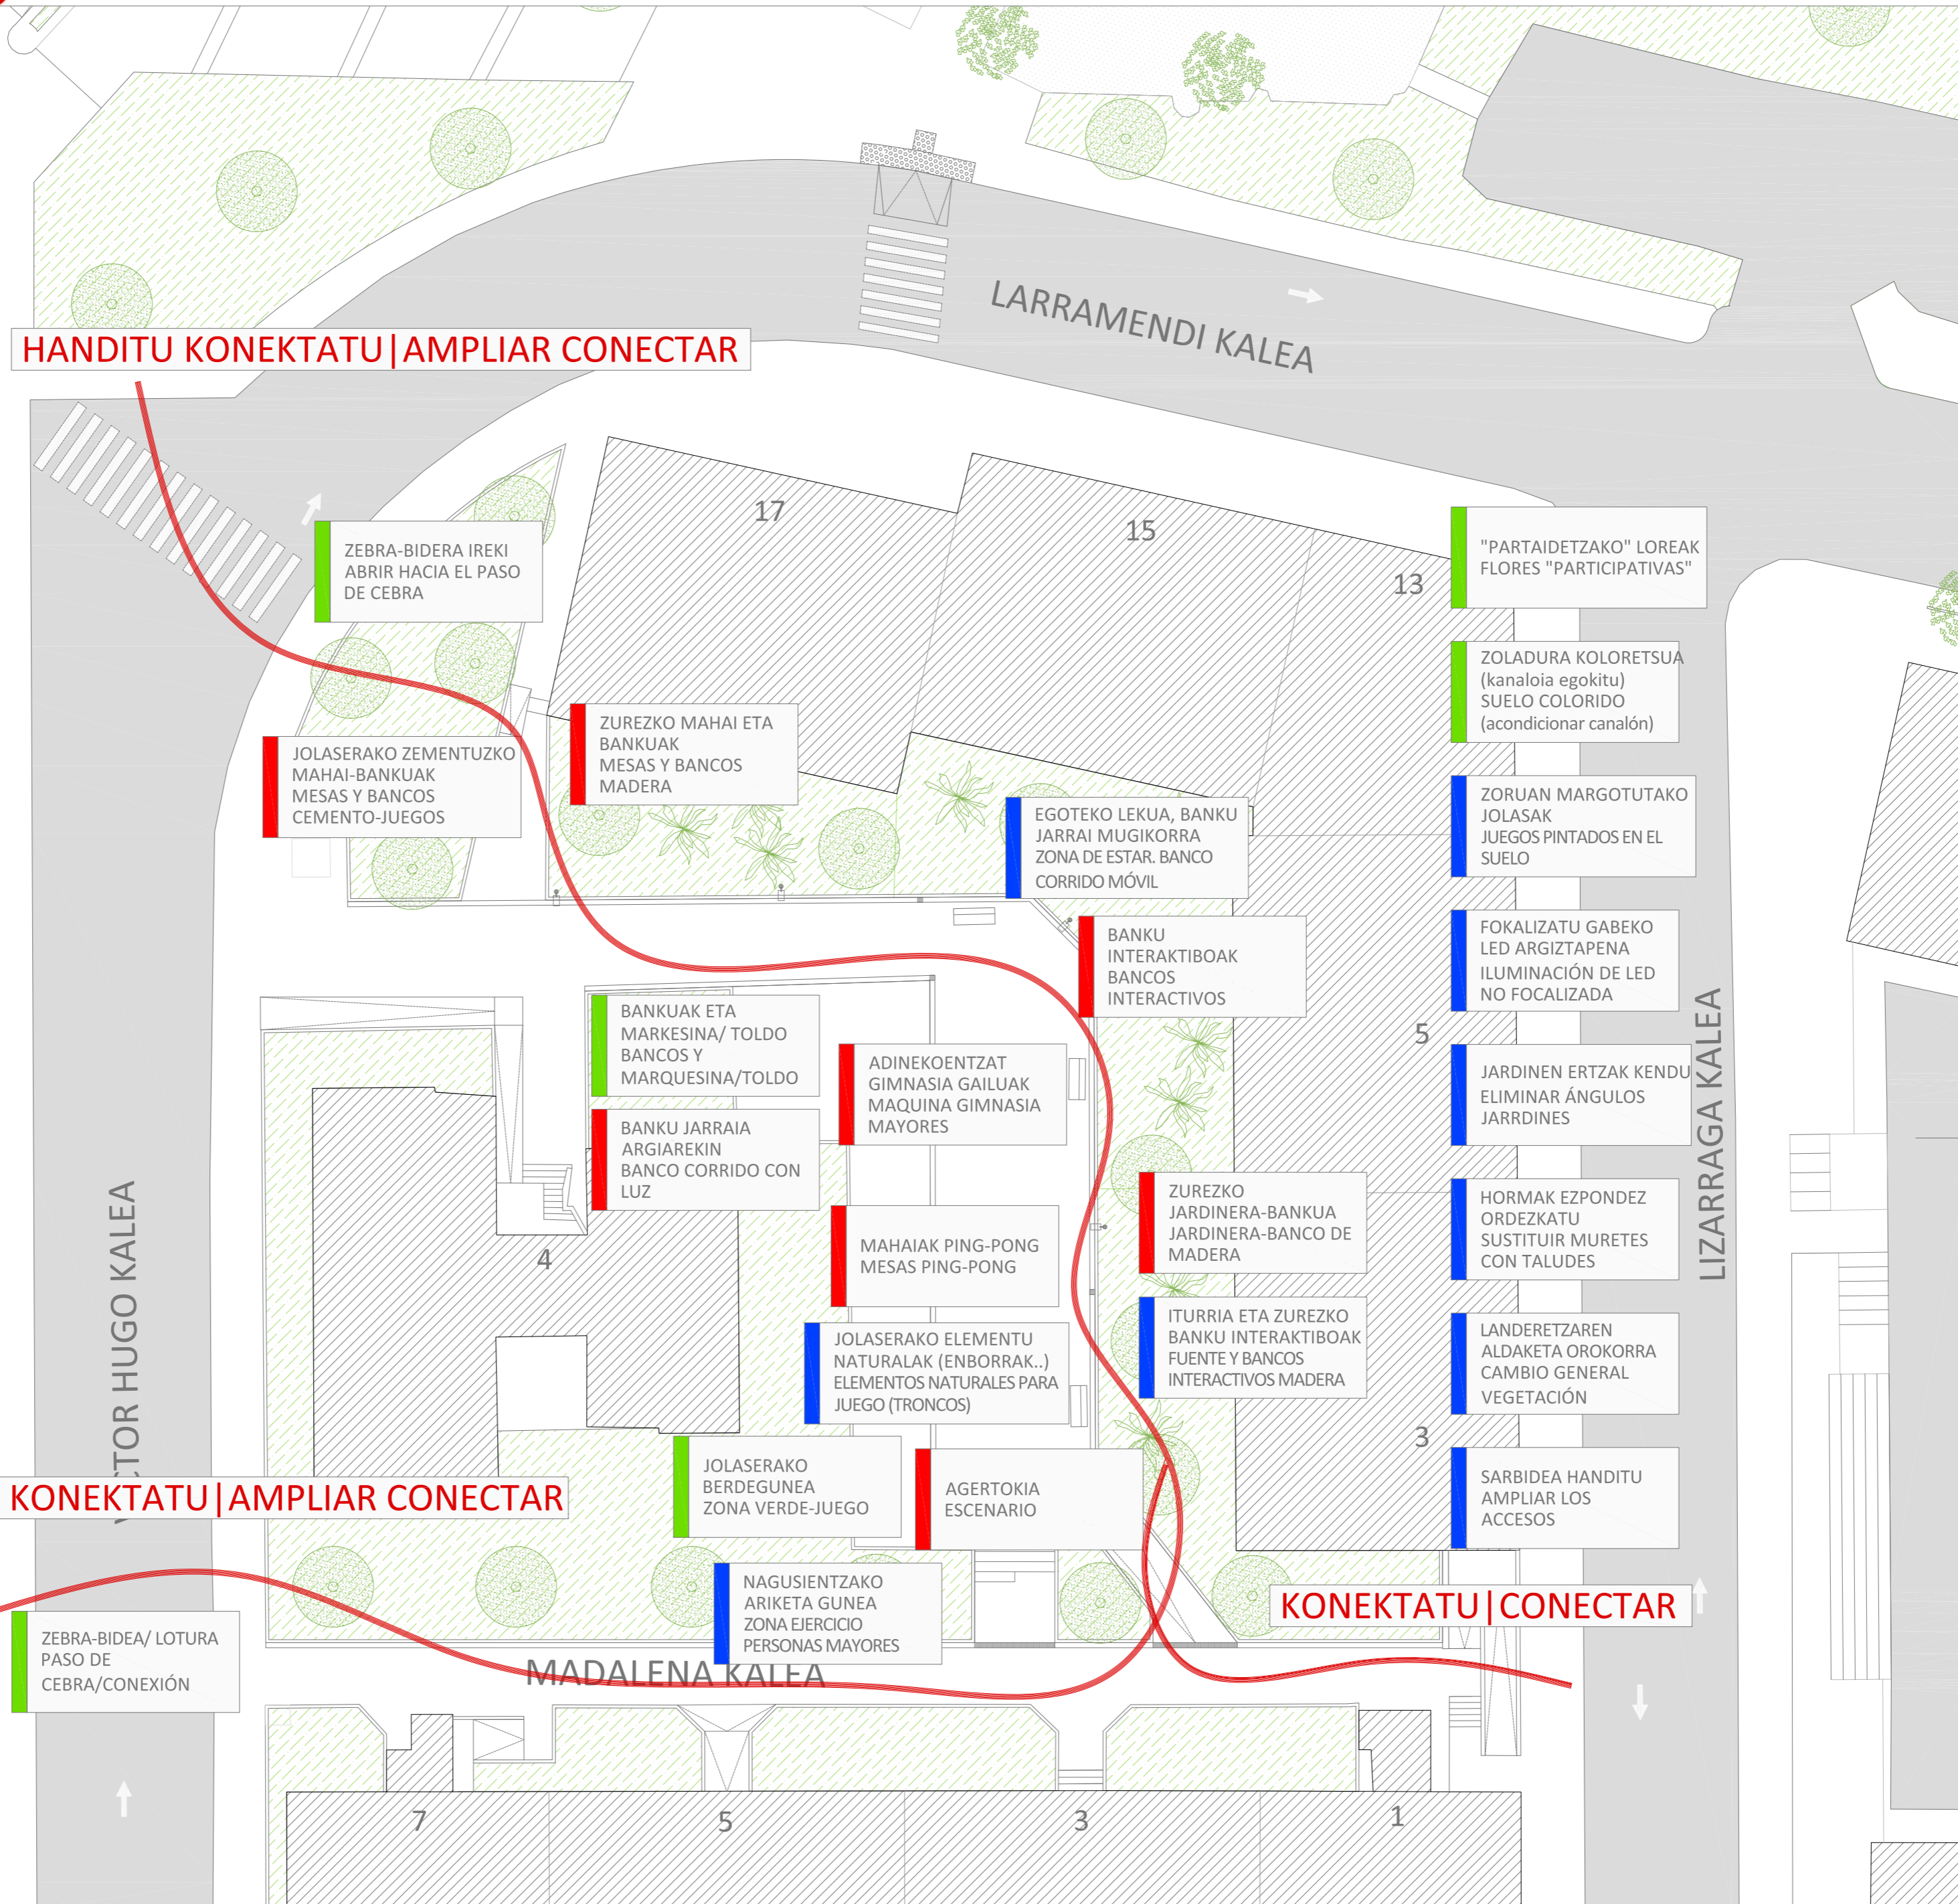 LARRAMENDI KALEA
HANDITU KONEKTATU|AMPLIAR CONECTAR
17
15
13
ZEBRA-BIDERA IREKI
ABRIR HACIA EL PASO
DE CEBRA
"PARTAIDETZAKO" LOREAK
FLORES "PARTICIPATIVAS"
ZOLADURA KOLORETSUA
(kanaloia egokitu)
SUELO COLORIDO
(acondicionar canalón)
ZUREZKO MAHAI ETA
BANKUAK
MESAS Y BANCOS
MADERA
JOLASERAKO ZEMENTUZKO
MAHAI-BANKUAK
MESAS Y BANCOS
CEMENTO-JUEGOS
ZORUAN MARGOTUTAKO
JOLASAK
JUEGOS PINTADOS EN EL
SUELO
EGOTEKO LEKUA, BANKU
JARRAI MUGIKORRA
ZONA DE ESTAR. BANCO
CORRIDO MÓVIL
BANKU
INTERAKTIBOAK
BANCOS
INTERACTIVOS
FOKALIZATU GABEKO
LED ARGIZTAPENA
ILUMINACIÓN DE LED
NO FOCALIZADA
5
BANKUAK ETA
MARKESINA/ TOLDO
BANCOS Y
MARQUESINA/TOLDO
ADINEKOENTZAT
GIMNASIA GAILUAK
MAQUINA GIMNASIA
MAYORES
JARDINEN ERTZAK KENDU
ELIMINAR ÁNGULOS
JARRDINES
BANKU JARRAIA
ARGIAREKIN
BANCO CORRIDO CON
LUZ
ZUREZKO
JARDINERA-BANKUA
JARDINERA-BANCO DE
MADERA
HORMAK EZPONDEZ
ORDEZKATU
SUSTITUIR MURETES
CON TALUDES
LIZARRAGA KALEA
4
MAHAIAK PING-PONG
MESAS PING-PONG
JOLASERAKO ELEMENTU
NATURALAK (ENBORRAK..)
ELEMENTOS NATURALES PARA
JUEGO (TRONCOS)
ITURRIA ETA ZUREZKO
BANKU INTERAKTIBOAK
FUENTE Y BANCOS
INTERACTIVOS MADERA
LANDERETZAREN
ALDAKETA OROKORRA
CAMBIO GENERAL
VEGETACIÓN
HUGO KALEA
3
KONEKTATU|AMPLIAR CONECTAR
JOLASERAKO
BERDEGUNEA
ZONA VERDE-JUEGO
AGERTOKIA
ESCENARIO
SARBIDEA HANDITU
AMPLIAR LOS
ACCESOS
NAGUSIENTZAKO
ARIKETA GUNEA
ZONA EJERCICIO
PERSONAS MAYORES
KONEKTATU|CONECTAR
ZEBRA-BIDEA/ LOTURA
PASO DE
CEBRA/CONEXIÓN
MADALENA KALEA
7
5
3
1